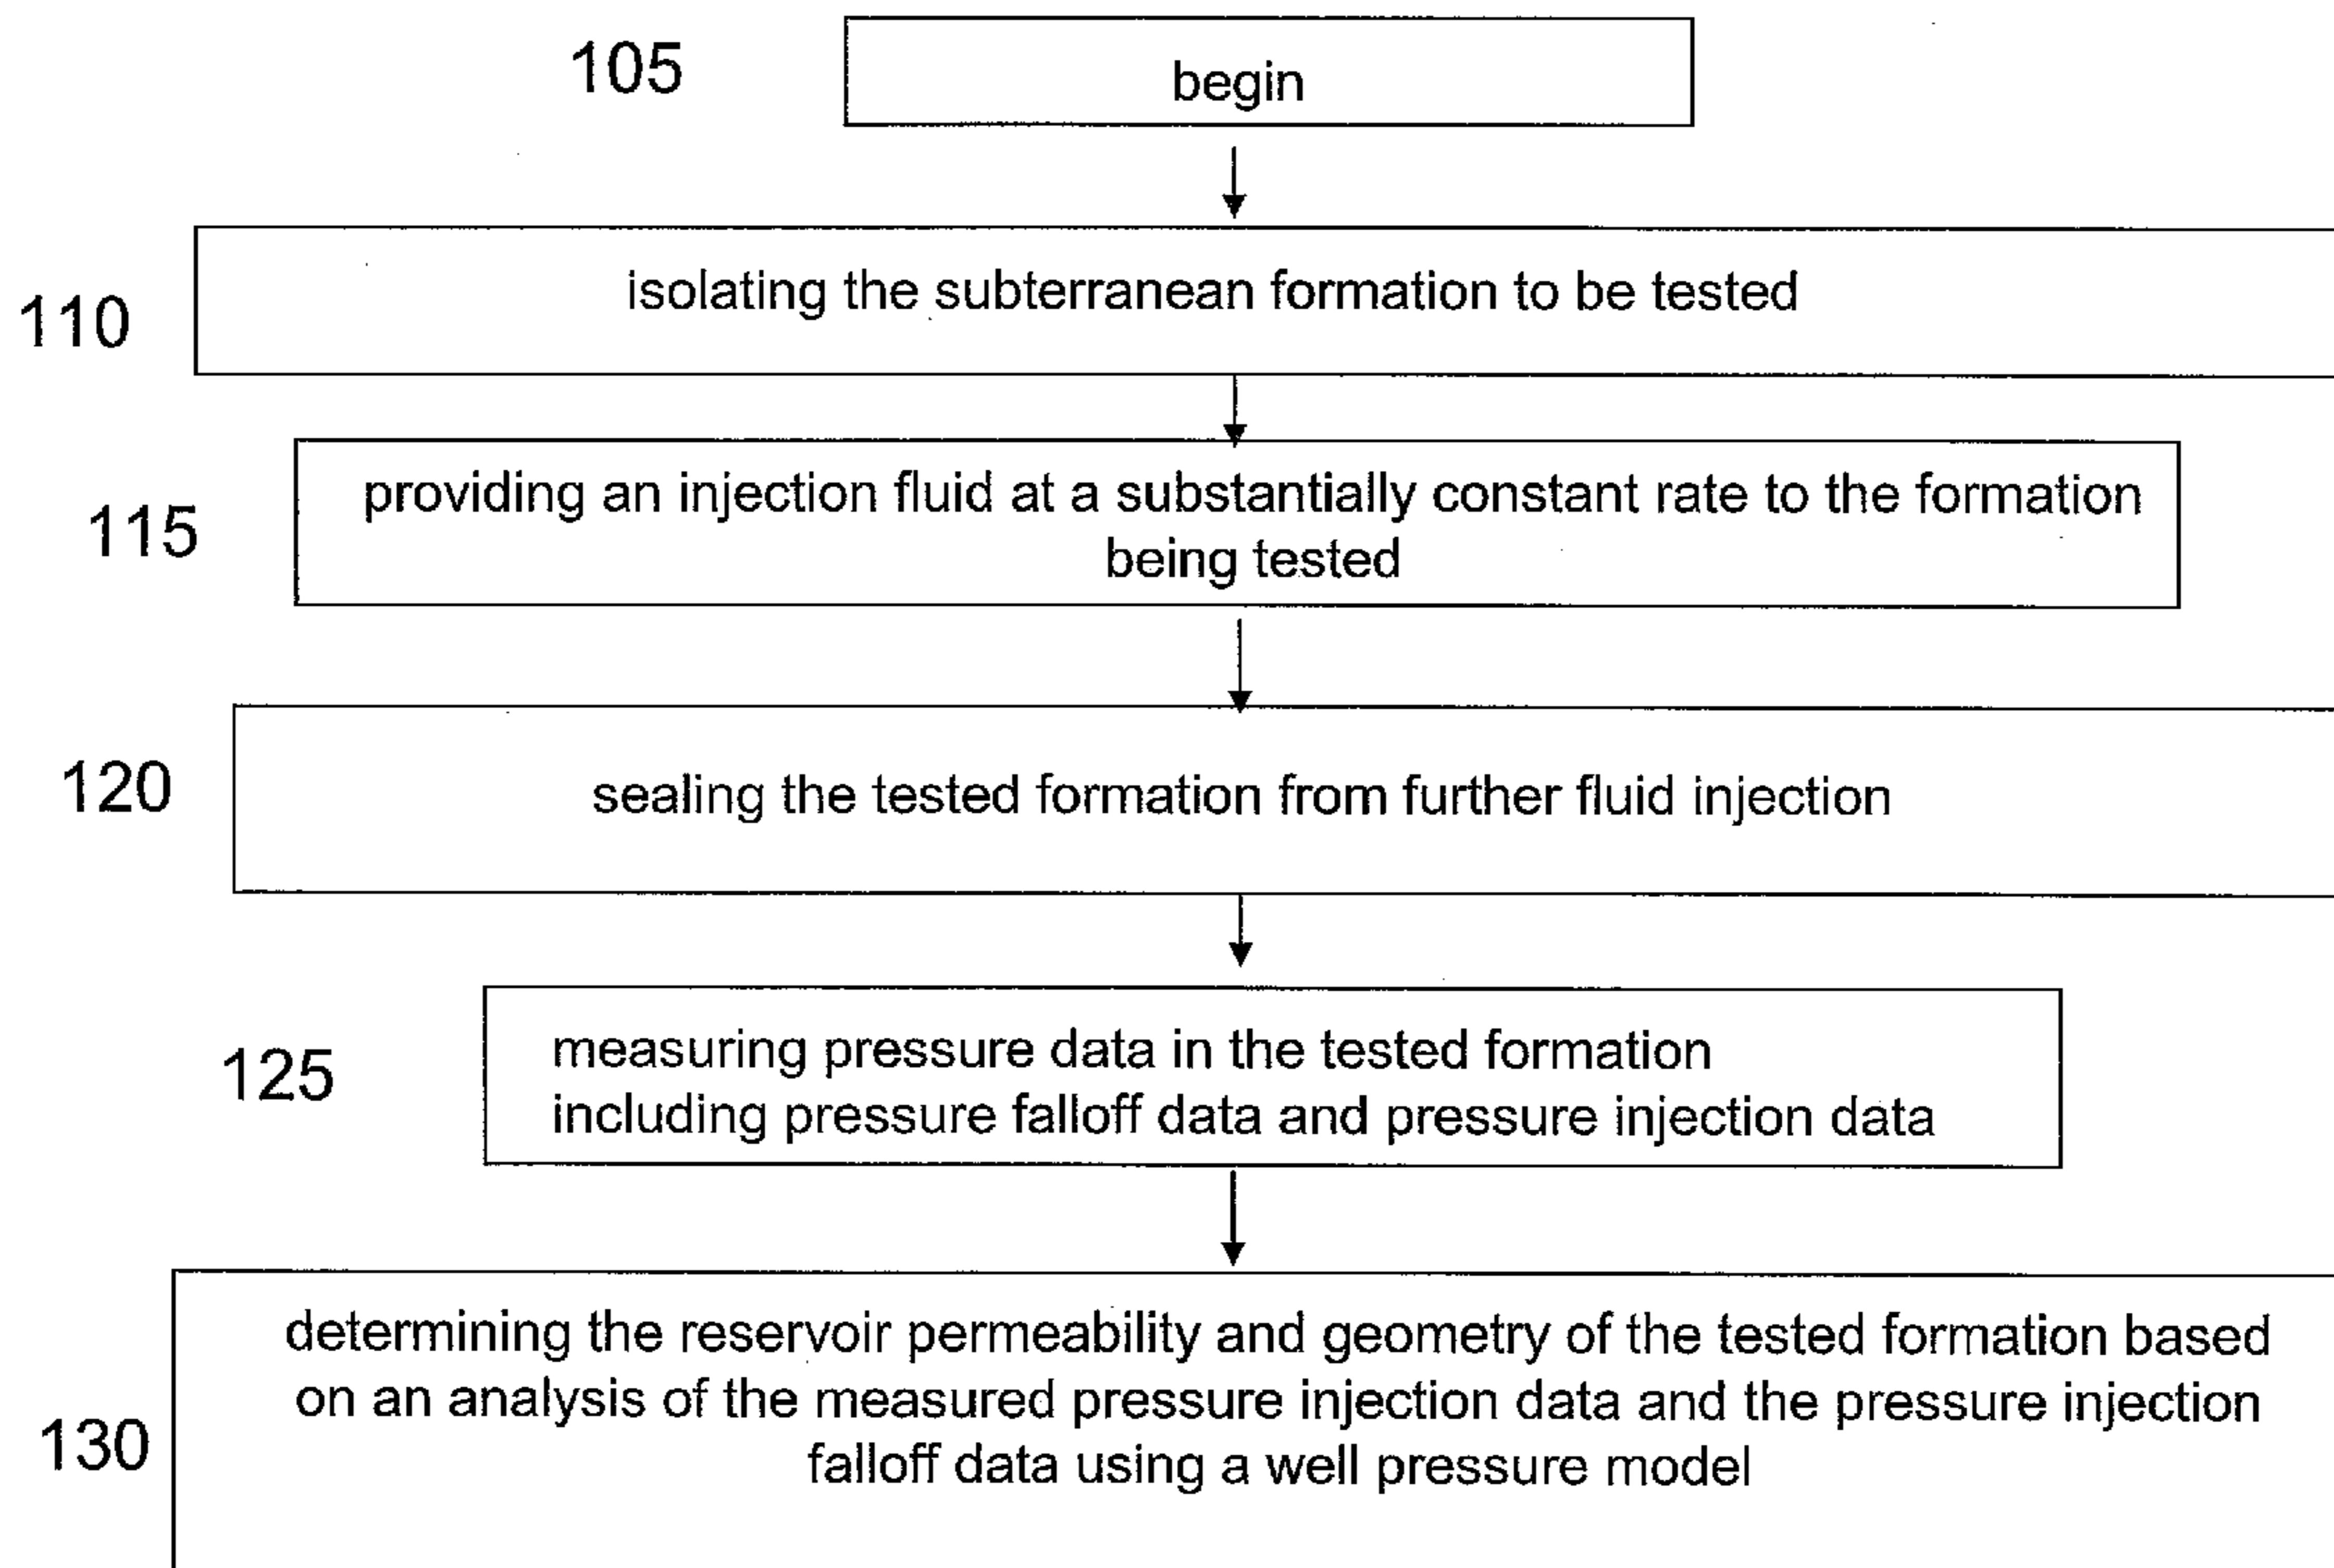 105
begin
110
isolating the subterranean formation to be tested
115
providing an injection fluid at a substantially constant rate to the formation
being tested
120
sealing the tested formation from further fluid injection
125
measuring pressure data in the tested formation
including pressure falloff data and pressure injection data
130
determining the reservoir permeability and geometry of the tested formation based
on an analysis of the measured pressure injection data and the pressure injection
falloff data using a well pressure model